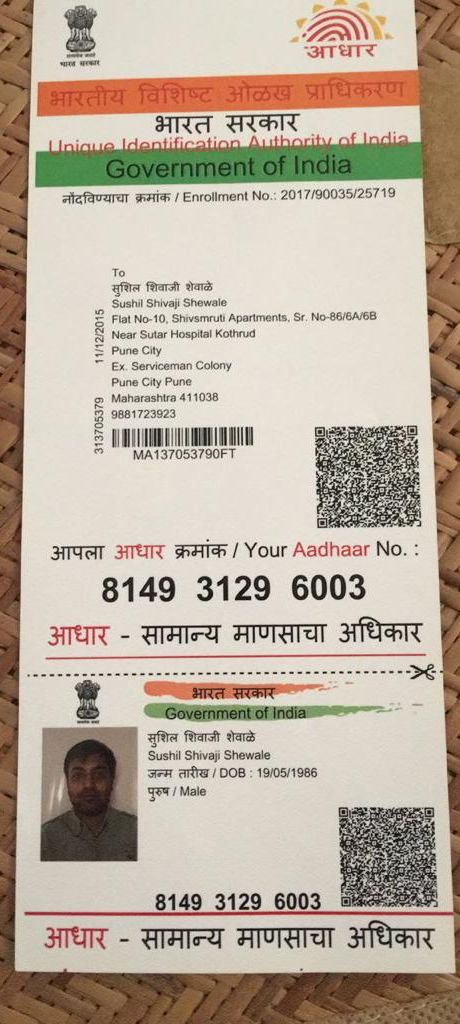 सत्यमेव जयते
भारत सरकार
आधार
भारतीय विशिष्ट ओळख प्राधिकरण
भारत सरकार
Unique Identification Authority of India
Government of India
नोंदविण्याचा क्रमांक / Enrollment No.: 2017/90035/25719
To
सुशिल शिवाजी शेवाळे
Sushil Shivaji Shewale
Flat No-10, Shivsmruti Apartments, Sr. No-86/6A/6B
Near Sutar Hospital Kothrud
Pune City
Ex. Serviceman Colony
Pune City Pune
Maharashtra 411038
9881723923
313705379 11/12/2015
MA137053790FT
आपला आधार क्रमांक / Your Aadhaar No. :
8149 3129 6003
आधार - सामान्य माणसाचा अधिकार
भारत सरकार
Government of India
सुशिल शिवाजी शेवाळे
Sushil Shivaji Shewale
जन्म तारीख / DOB : 19/05/1986
पुरुष / Male
8149 3129 6003
आधार - सामान्य माणसाचा अधिकार